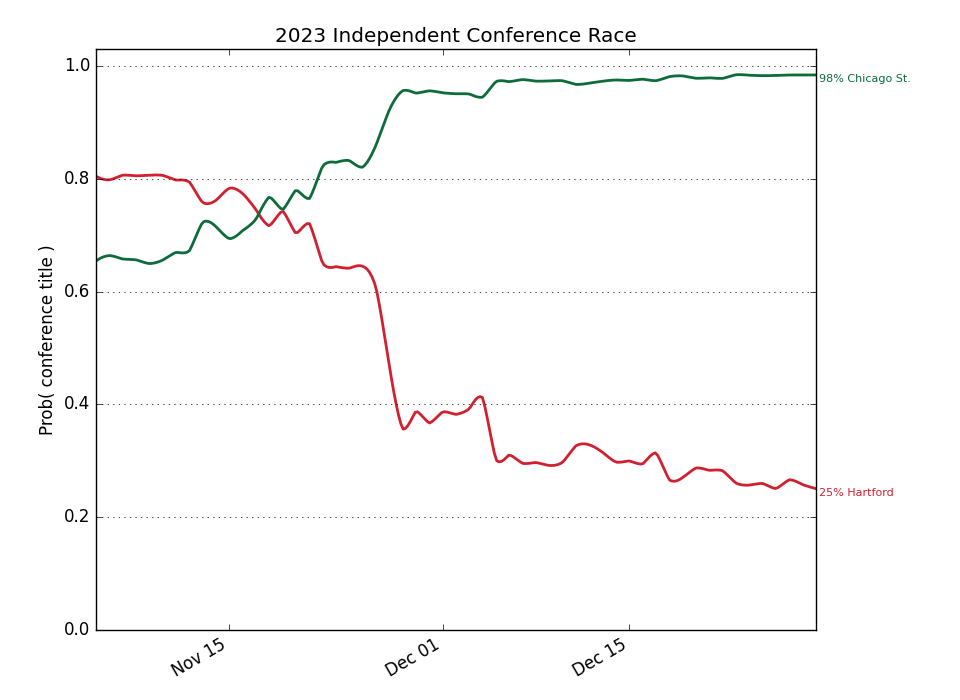 2023 Independent Conference Race
Prob( conference title )
1.0
0.8
0.6
0.4
0.2
0.0
Nov 15
Dec 01
Dec 15
98% Chicago St.
25% Hartford